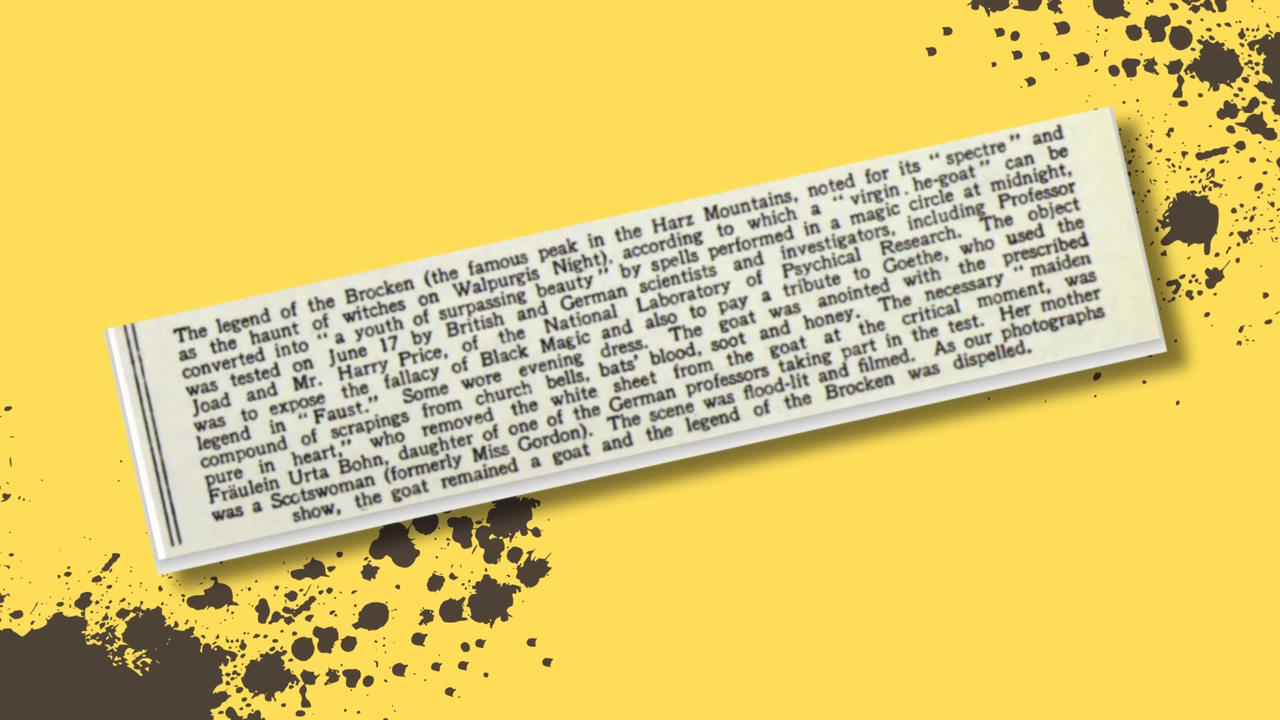 The legend of the Brocken (the famous peak in the Harz Mountains, noted for its “ spectre ” and
as the haunt of witches on Walpurgis Night), according to which a “ virgin he-goat ” can be
converted into “ a youth of surpassing beauty ” by spells performed in a magic circle at midnight,
was tested on June 17 by British and German scientists and investigators, including Professor
Joad and Mr. Harry Price, of the National Laboratory of Psychical Research. The object
was to expose the fallacy of Black Magic and also to pay a tribute to Goethe, who used the
legend in “ Faust.” Some wore evening dress. The goat was anointed with the prescribed
compound of scrapings from church bells, bats’ blood, soot and honey. The necessary “ maiden
pure in heart,” who removed the white sheet from the goat at the critical moment, was
Fräulein Urta Bohn, daughter of one of the German professors taking part in the test. Her mother
was a Scotswoman (formerly Miss Gordon). The scene was flood-lit and filmed. As our photographs
show, the goat remained a goat and the legend of the Brocken was dispelled.